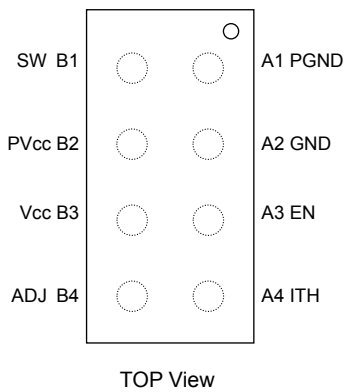 SW B1 A1 PGND
PVcc B2 A2 GND
Vcc B3 A3 EN
ADJ B4 A4 ITH
TOP View